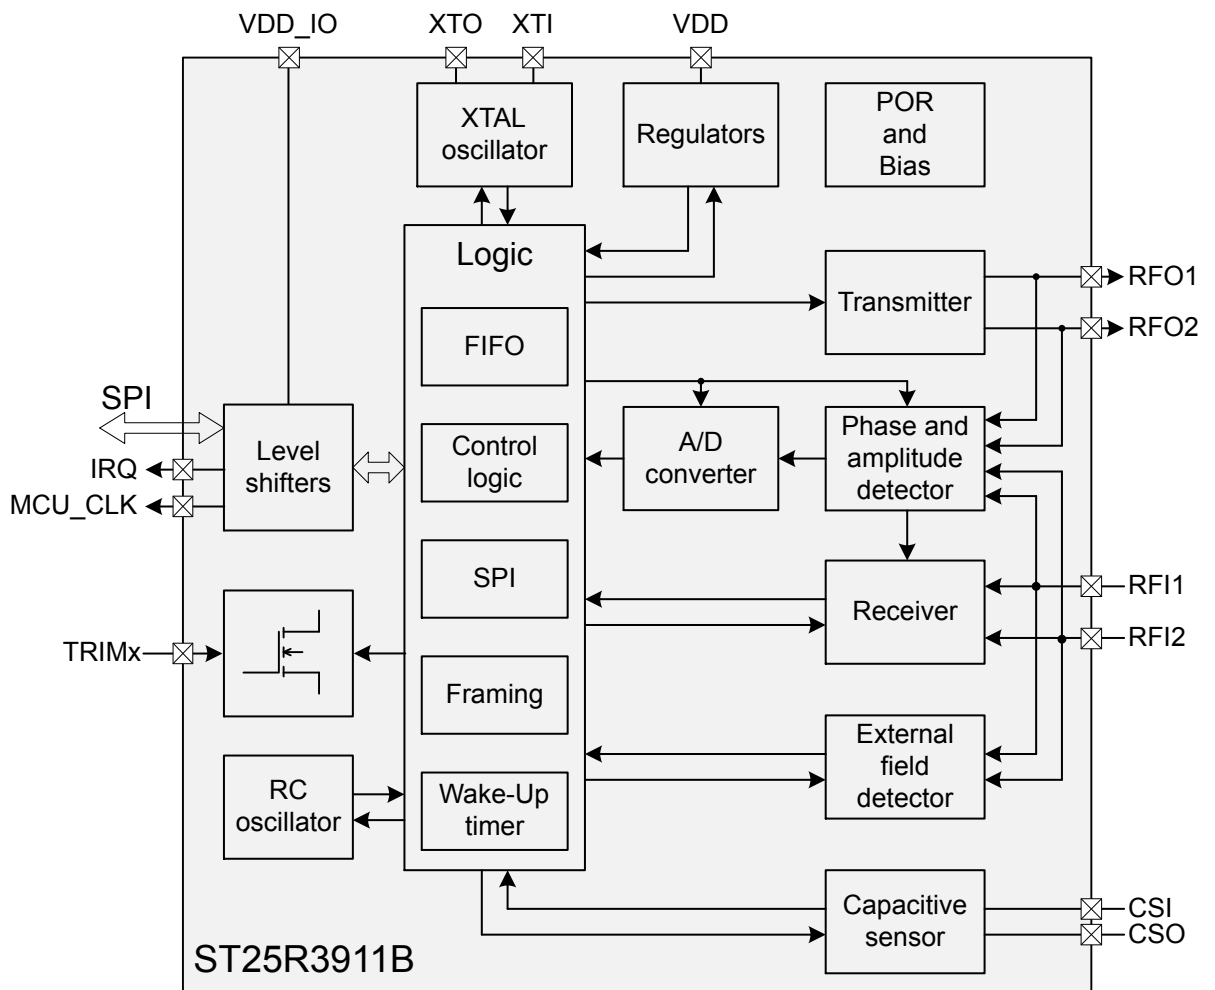 VDD_IO
XTO
XTI
VDD
XTAL
oscillator
Regulators
POR
and
Bias
Logic
Transmitter
RFO1
RFO2
FIFO
SPI
IRQ
MCU_CLK
Level
shifters
Control
logic
A/D
converter
Phase and
amplitude
detector
SPI
Receiver
RFI1
RFI2
TRIMx
Framing
External
field
detector
RC
oscillator
Wake-Up
timer
Capacitive
sensor
CSI
CSO
ST25R3911B